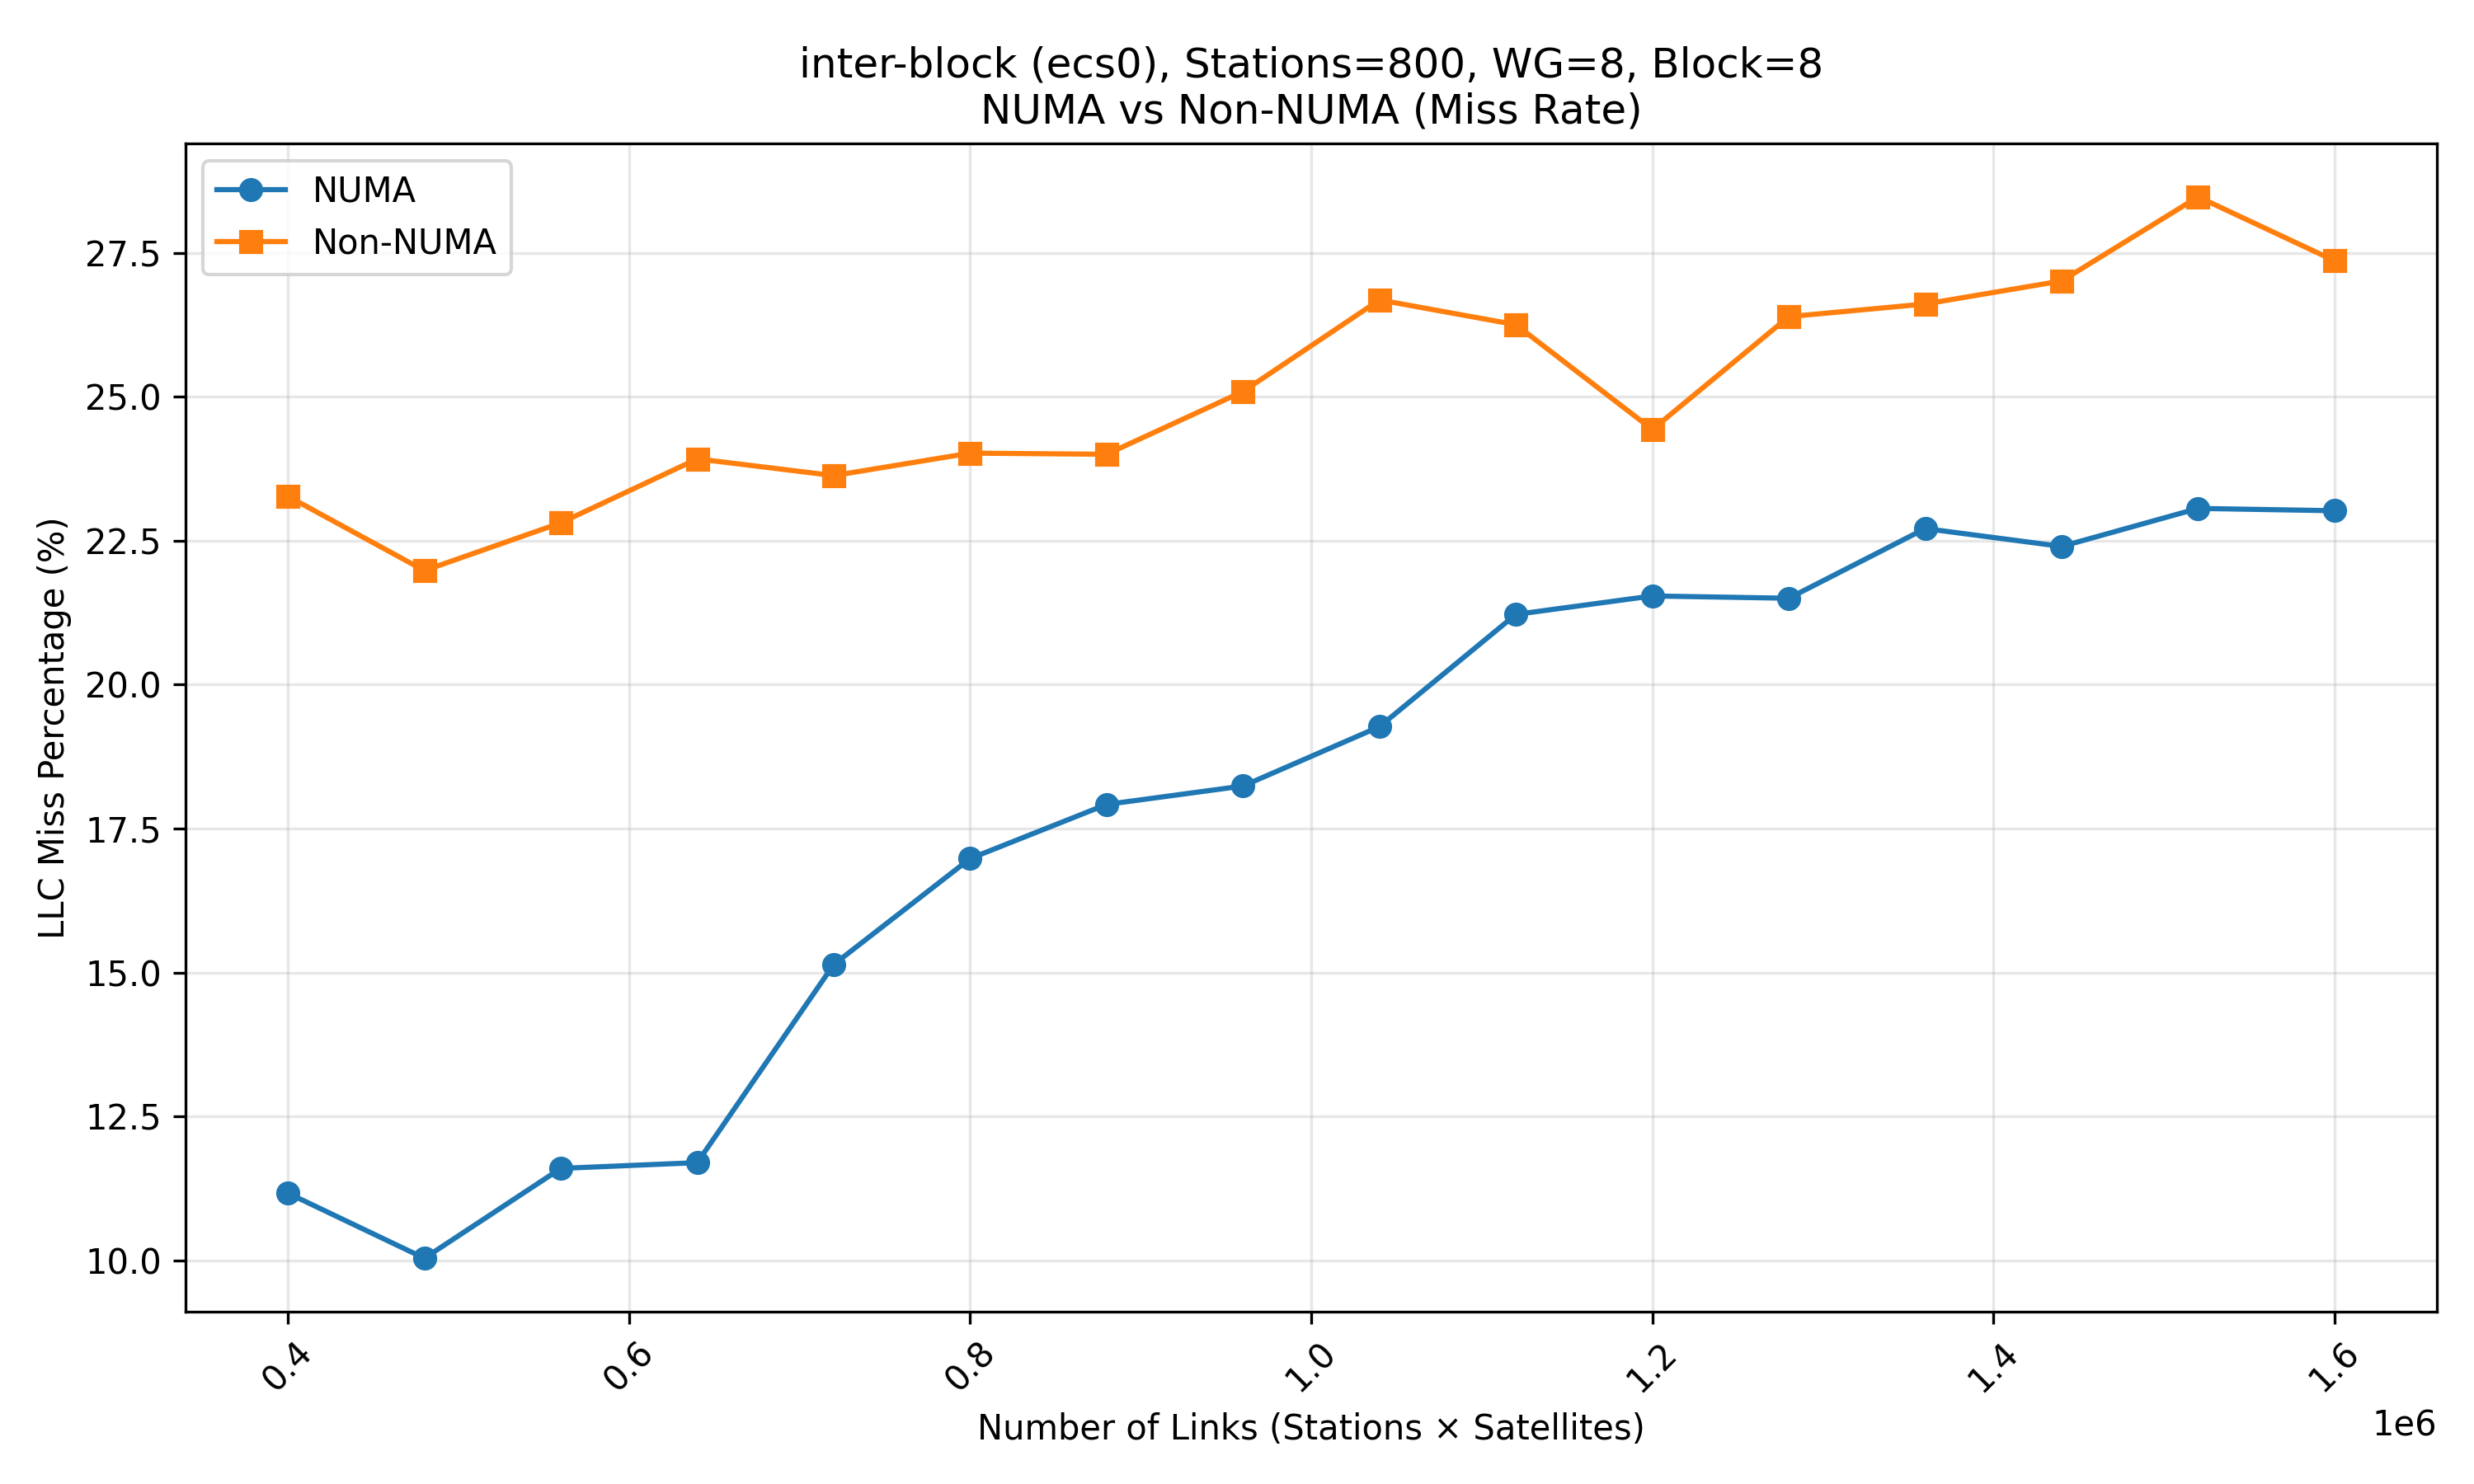 inter-block (ecs0), Stations=800, WG=8, Block=8
NUMA vs Non-NUMA (Miss Rate)
NUMA
Non-NUMA
LLC Miss Percentage (%)
27.5
25.0
22.5
20.0
17.5
15.0
12.5
10.0
0.4
0.6
0.8
1.0
1.2
1.4
1.6
1e6
Number of Links (Stations × Satellites)